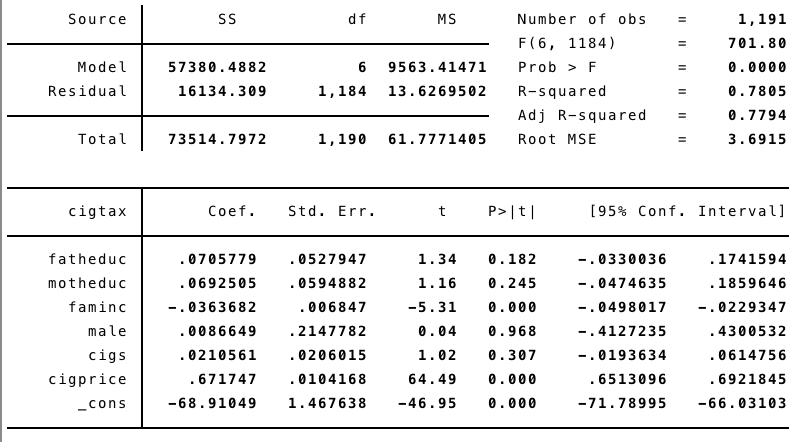 Source SS df MS Number of obs = 1,191
F(6, 1184) = 701.80
Model 57380.4882 6 9563.41471 Prob > F = 0.0000
Residual 16134.309 1,184 13.6269502 R-squared = 0.7805
Adj R-squared = 0.7794
Total 73514.7972 1,190 61.7771405 Root MSE = 3.6915
cigtax Coef. Std. Err. t P>|t| [95% Conf. Interval]
fatheduc .0705779 .0527947 1.34 0.182 -.0330036 .1741594
motheduc .0692505 .0594882 1.16 0.245 -.0474635 .1859646
faminc -.0363682 .006847 -5.31 0.000 -.0498017 -.0229347
male .0086649 .2147782 0.04 0.968 -.4127235 .4300532
cigs .0210561 .0206015 1.02 0.307 -.0193634 .0614756
cigprice .671747 .0104168 64.49 0.000 .6513096 .6921845
_cons -68.91049 1.467638 -46.95 0.000 -71.78995 -66.03103